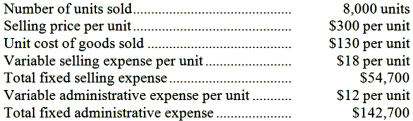 Number of units sold.................................................. 8,000 units
Selling price per unit.................................................. $300 per unit
Unit cost of goods sold .............................................. $130 per unit
Variable selling expense per unit............................... $18 per unit
Total fixed selling expense......................................... $54,700
Variable administrative expense per unit ............ $12 per unit
Total fixed administrative expense ...................... $142,700